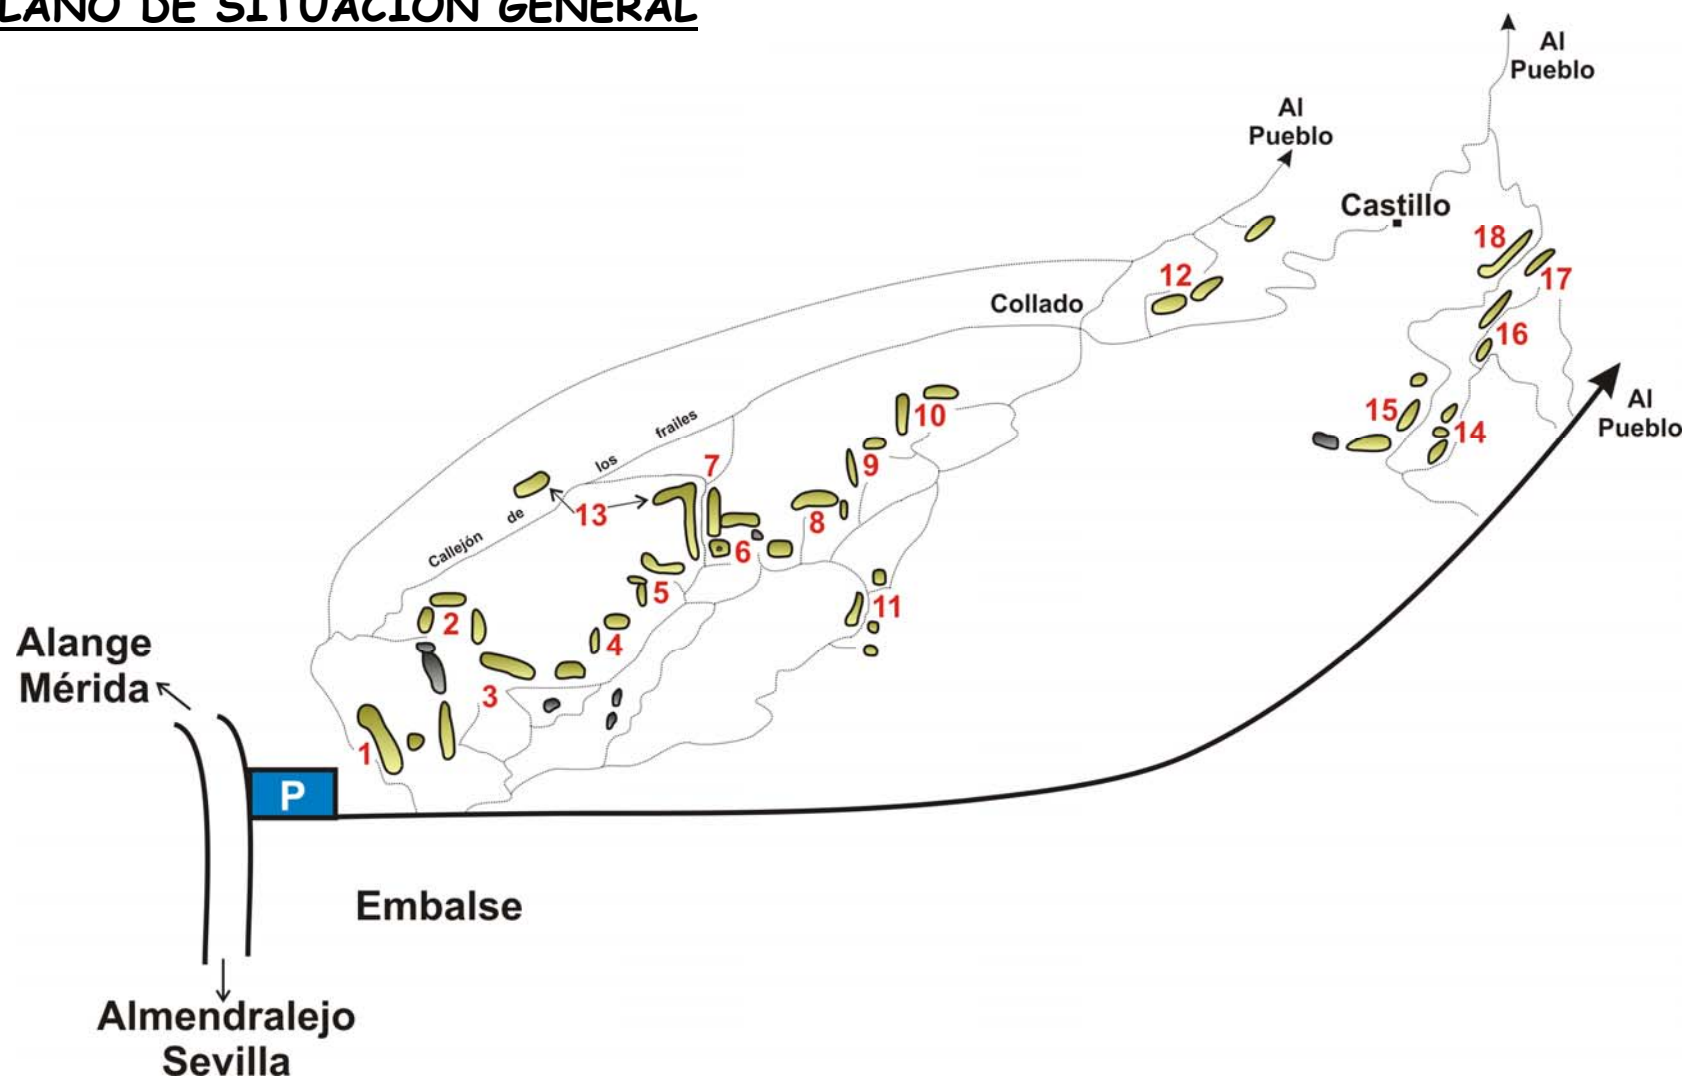 LANO DE SITUACIÓN GENERAL
Al
Pueblo
Al
Pueblo
Castillo
18
17
12
Collado
16
Al
Pueblo
15
14
10
9
frailes
los
7
de
13
8
6
Callejón
5
11
2
4
3
1
Alange
Mérida
P
Embalse
Almendralejo
Sevilla